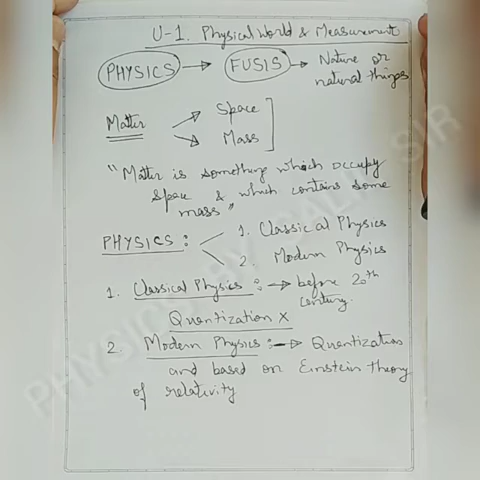 U-1. Physical World & Measurement
PHYSICS → FUSIS → Nature or
natural things
Matter → Space
→ Mass
"Matter is something which occupy
space & which contains some
mass"
PHYSICS : 1. Classical Physics
2. Modern Physics
1. Classical Physics :→ before 20th
century.
Quantization X
2. Modern Physics :→ Quantization
and based on Einstein theory
of relativity